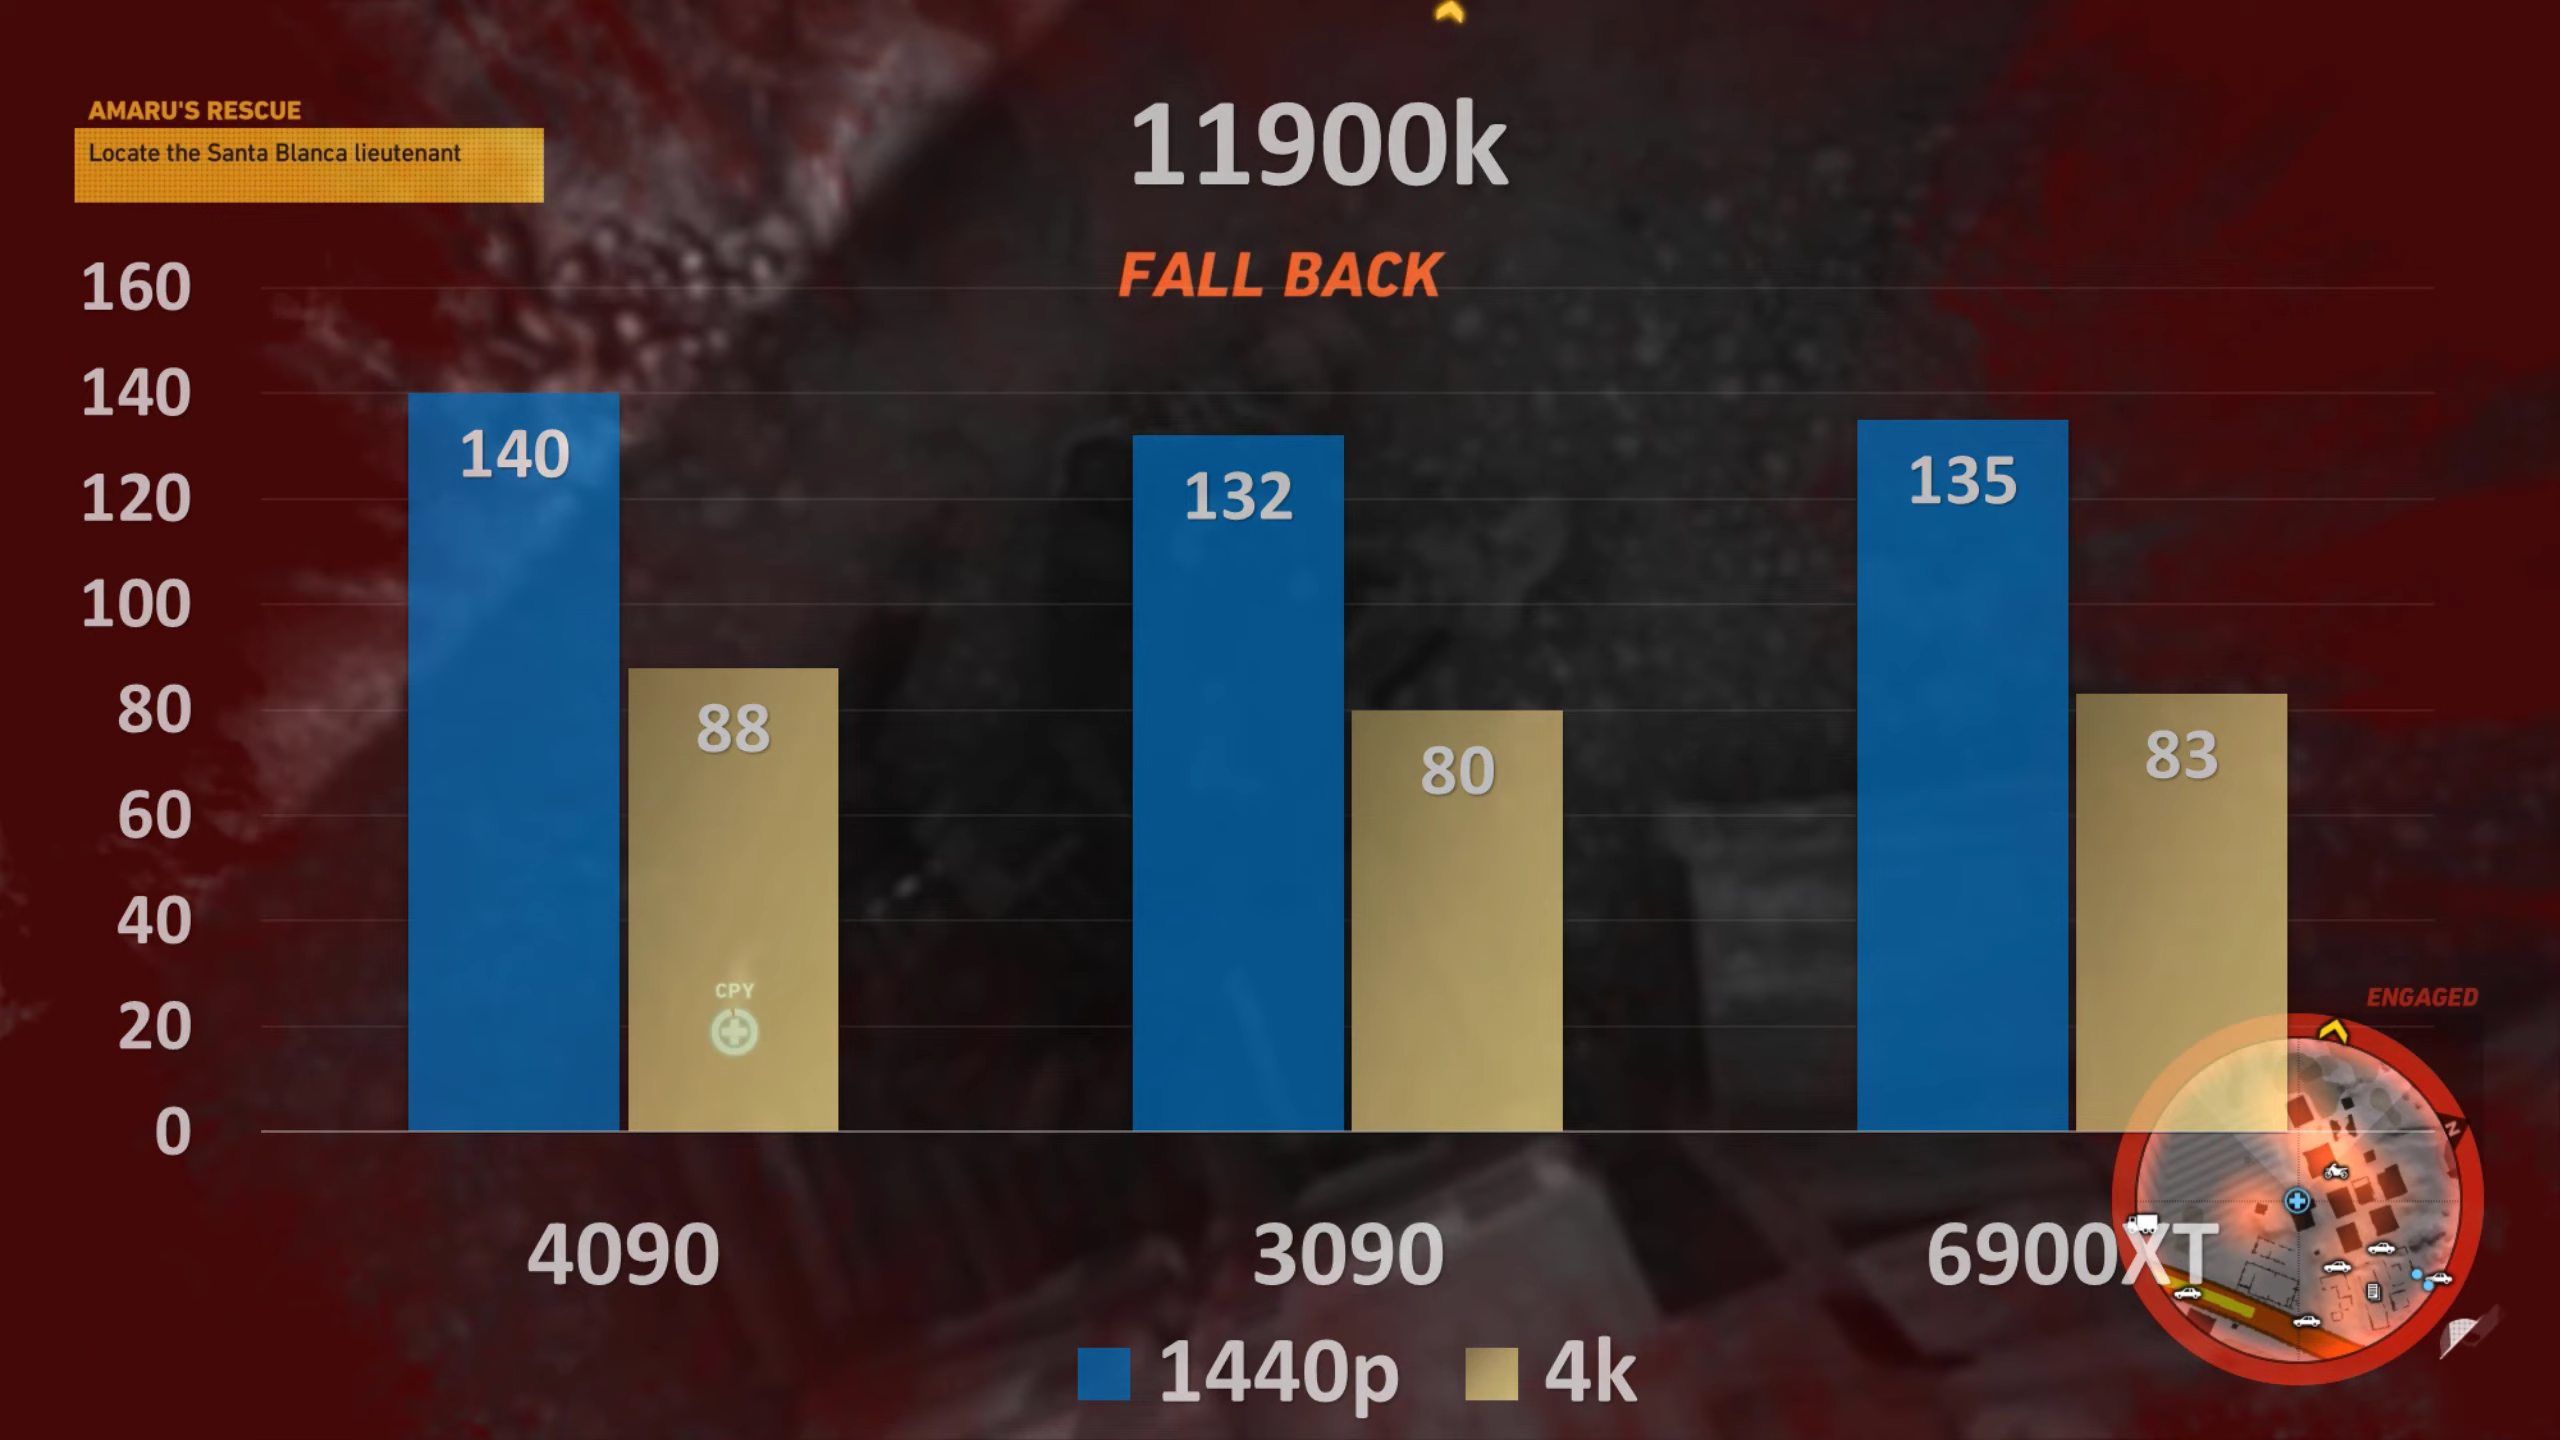 AMARU'S RESCUE
Locate the Santa Blanca lieutenant
11900k
FALL BACK
160
140
120
100
80
60
40
20
0
140
88
132
80
135
83
CPY
ENGAGED
N
4090
3090
6900XT
1440p
4k